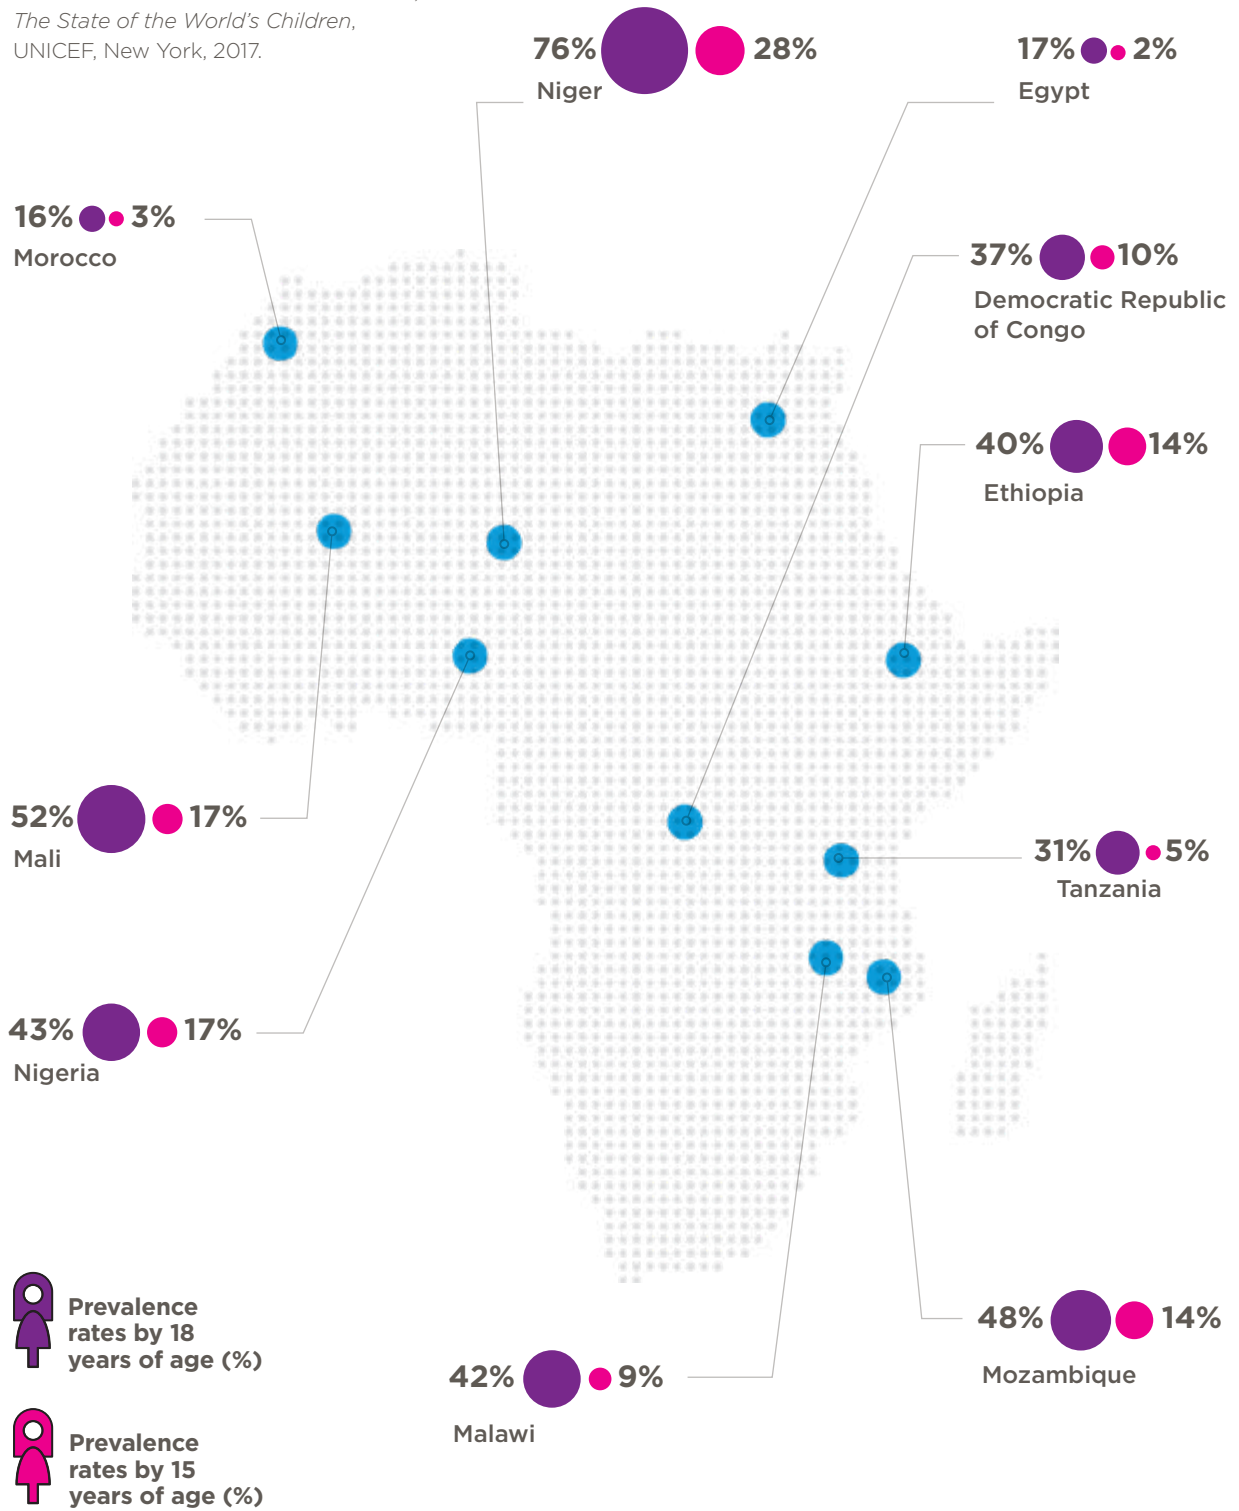 The State of the World's Children,
UNICEF, New York, 2017.
76% 28%
Niger
17% 2%
Egypt
16% 3%
Morocco
37% 10%
Democratic Republic
of Congo
40% 14%
Ethiopia
52% 17%
Mali
31% 5%
Tanzania
43% 17%
Nigeria
48% 14%
Mozambique
42% 9%
Malawi
Prevalence
rates by 18
years of age (%)
Prevalence
rates by 15
years of age (%)